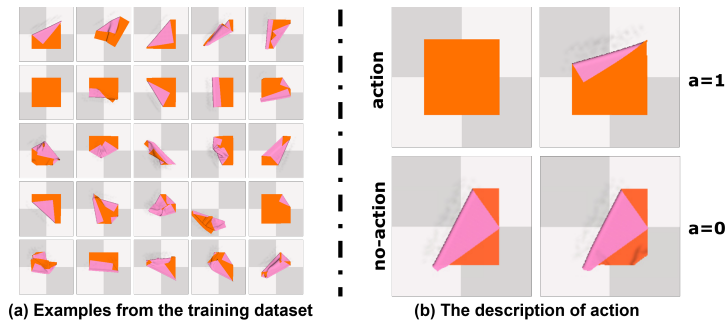 action
a=1
no-action
a=0
(a) Examples from the training dataset
(b) The description of action